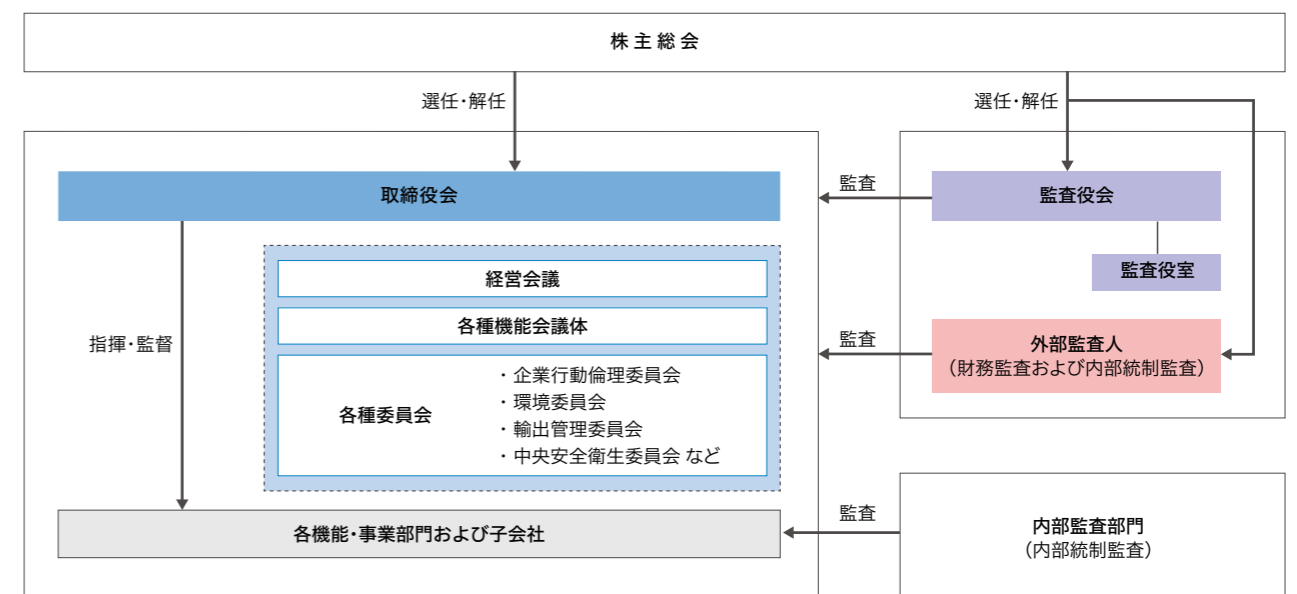 株主総会
選任・解任
選任・解任
取締役会
監査
監査役会
監査役室
経営会議
各種機能会議体
指揮・監督
監査
外部監査人
（財務監査および内部統制監査）
各種委員会
・企業行動倫理委員会
・環境委員会
・輸出管理委員会
・中央安全衛生委員会 など
各機能・事業部門および子会社
監査
内部監査部門
（内部統制監査）